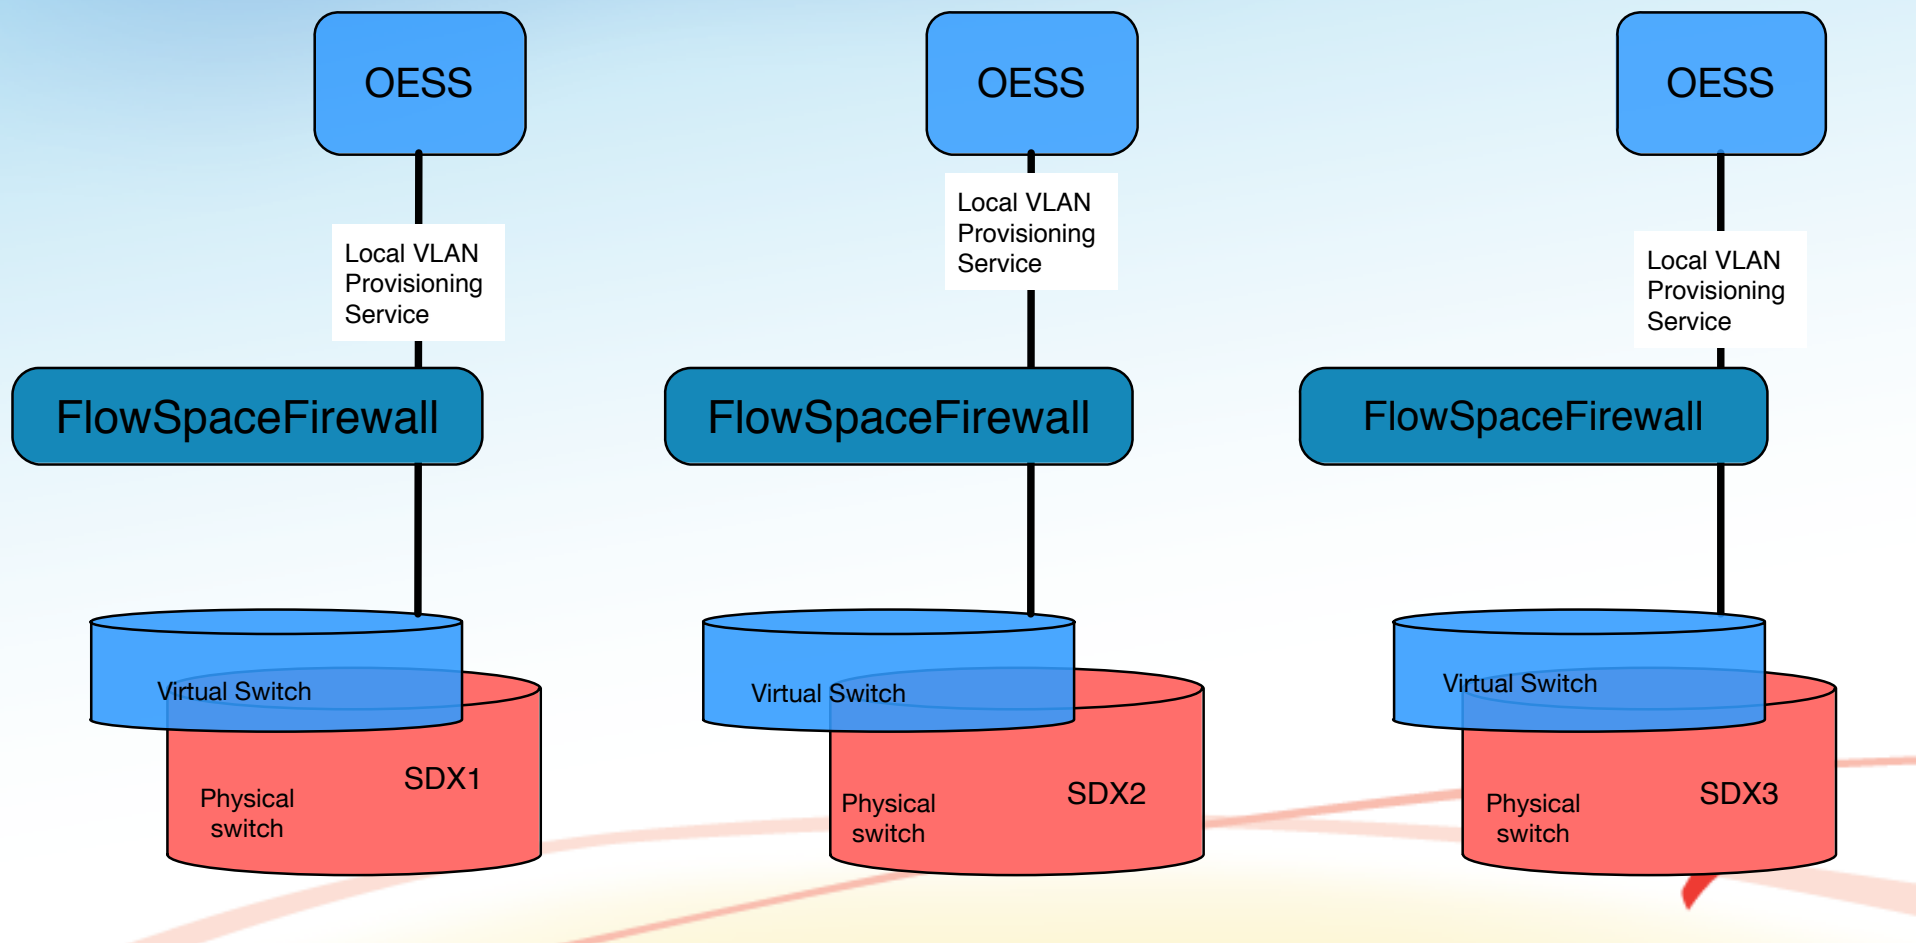 OESS
OESS
OESS
Local VLAN
Provisioning
Service
Local VLAN
Provisioning
Service
Local VLAN
Provisioning
Service
FlowSpaceFirewall
FlowSpaceFirewall
FlowSpaceFirewall
Virtual Switch
Virtual Switch
Virtual Switch
Physical
switch
SDX1
Physical
switch
SDX2
Physical
switch
SDX3